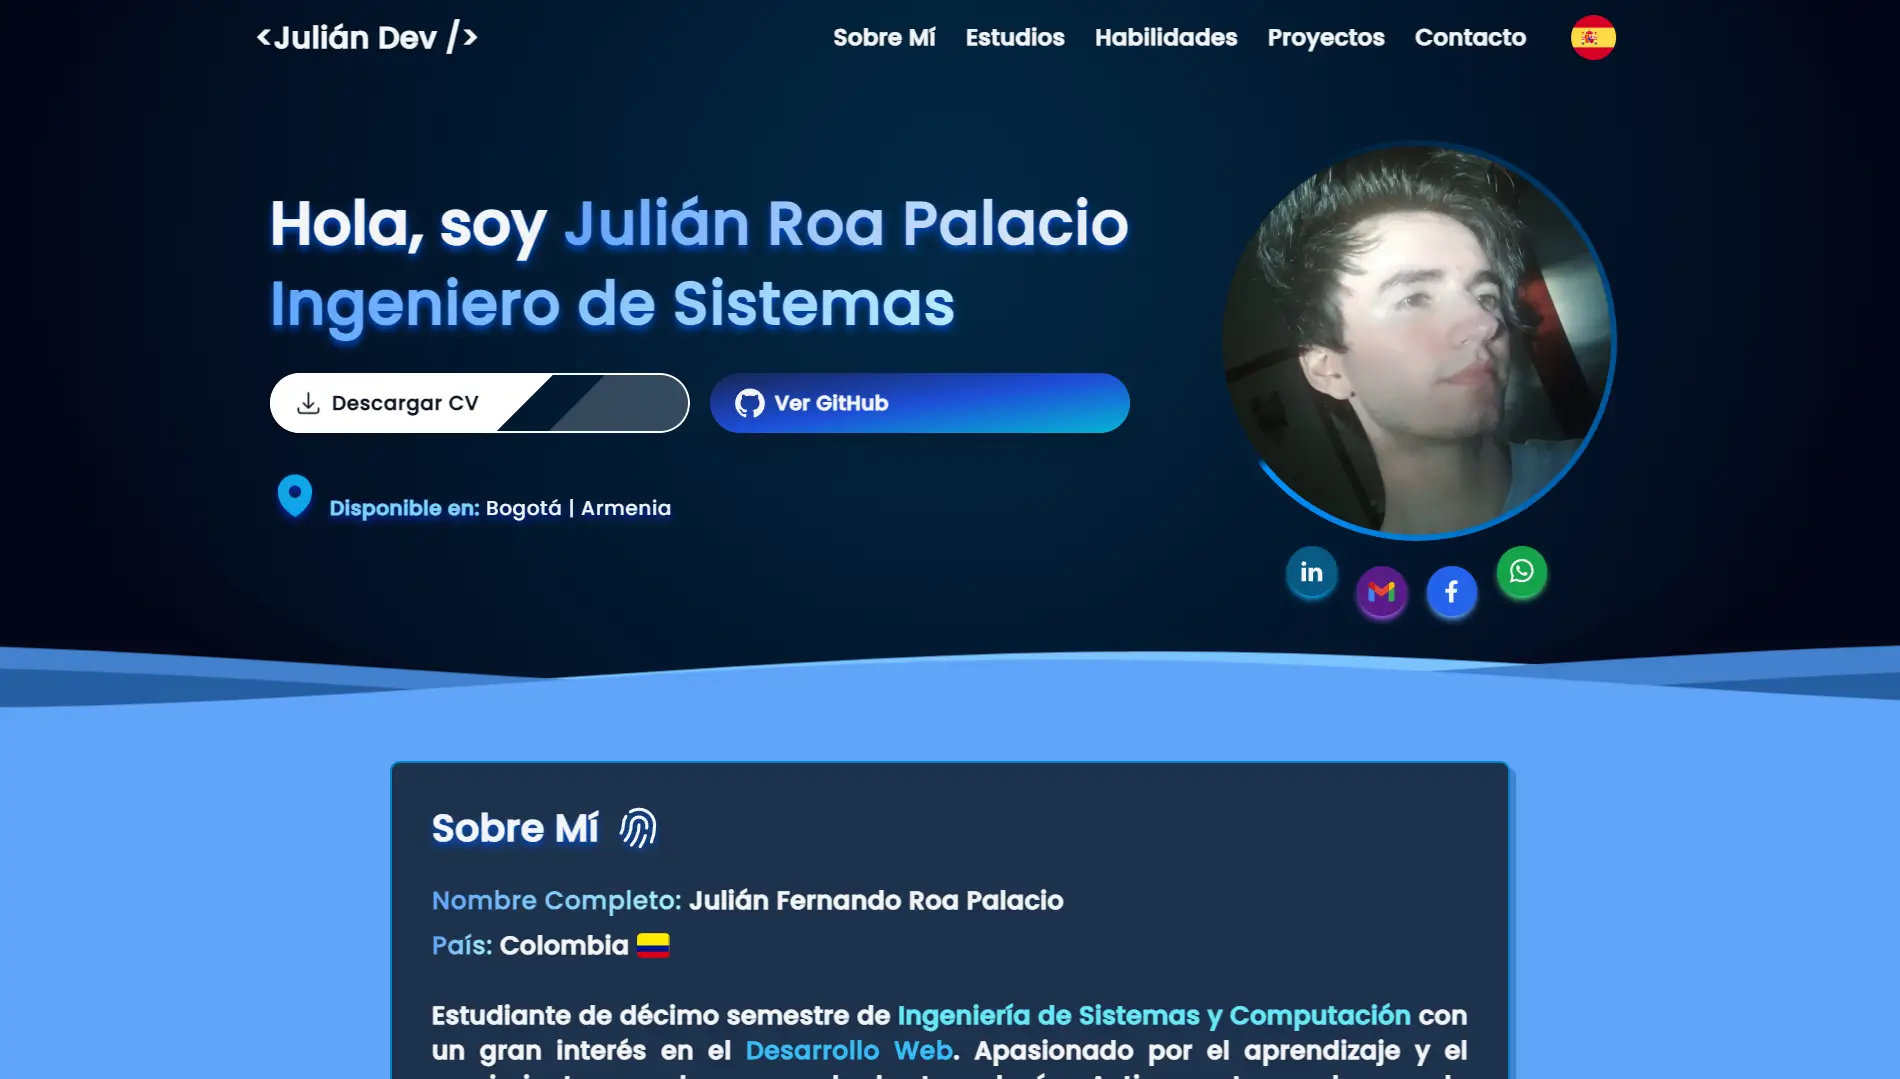 <Julián Dev />
Sobre Mí
Estudios
Habilidades
Proyectos
Contacto
Hola, soy Julián Roa Palacio
Ingeniero de Sistemas
Descargar CV
Ver GitHub
Disponible en: Bogotá | Armenia
in
f
Sobre Mí
Nombre Completo: Julián Fernando Roa Palacio
País: Colombia
Estudiante de décimo semestre de Ingeniería de Sistemas y Computación con
un gran interés en el Desarrollo Web. Apasionado por el aprendizaje y el